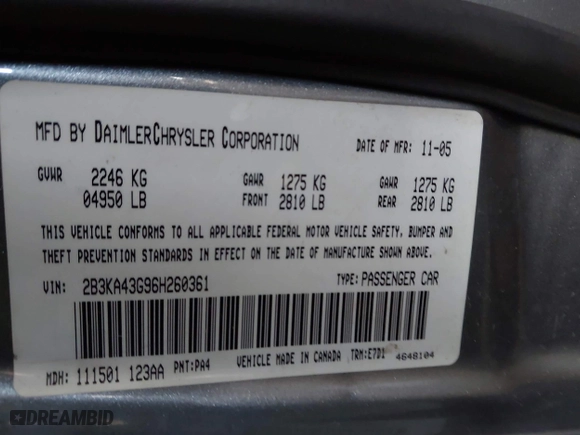 MFD BY DAIMLERCHRYSLER CORPORATION DATE OF MFR: 11-05
GVWR 2246 KG GAWR 1275 KG GAWR 1275 KG
04950 LB FRONT 2810 LB REAR 2810 LB
THIS VEHICLE CONFORMS TO ALL APPLICABLE FEDERAL MOTOR VEHICLE SAFETY, BUMPER AND
THEFT PREVENTION STANDARDS IN EFFECT ON THE DATE OF MANUFACTURE SHOWN ABOVE.
VIN: 2B3KA43G96H260361 TYPE: PASSENGER CAR
MDH: 111501 123AA PNT:PA4 VEHICLE MADE IN CANADA TRM:E7D1 4648104
DREAMBID